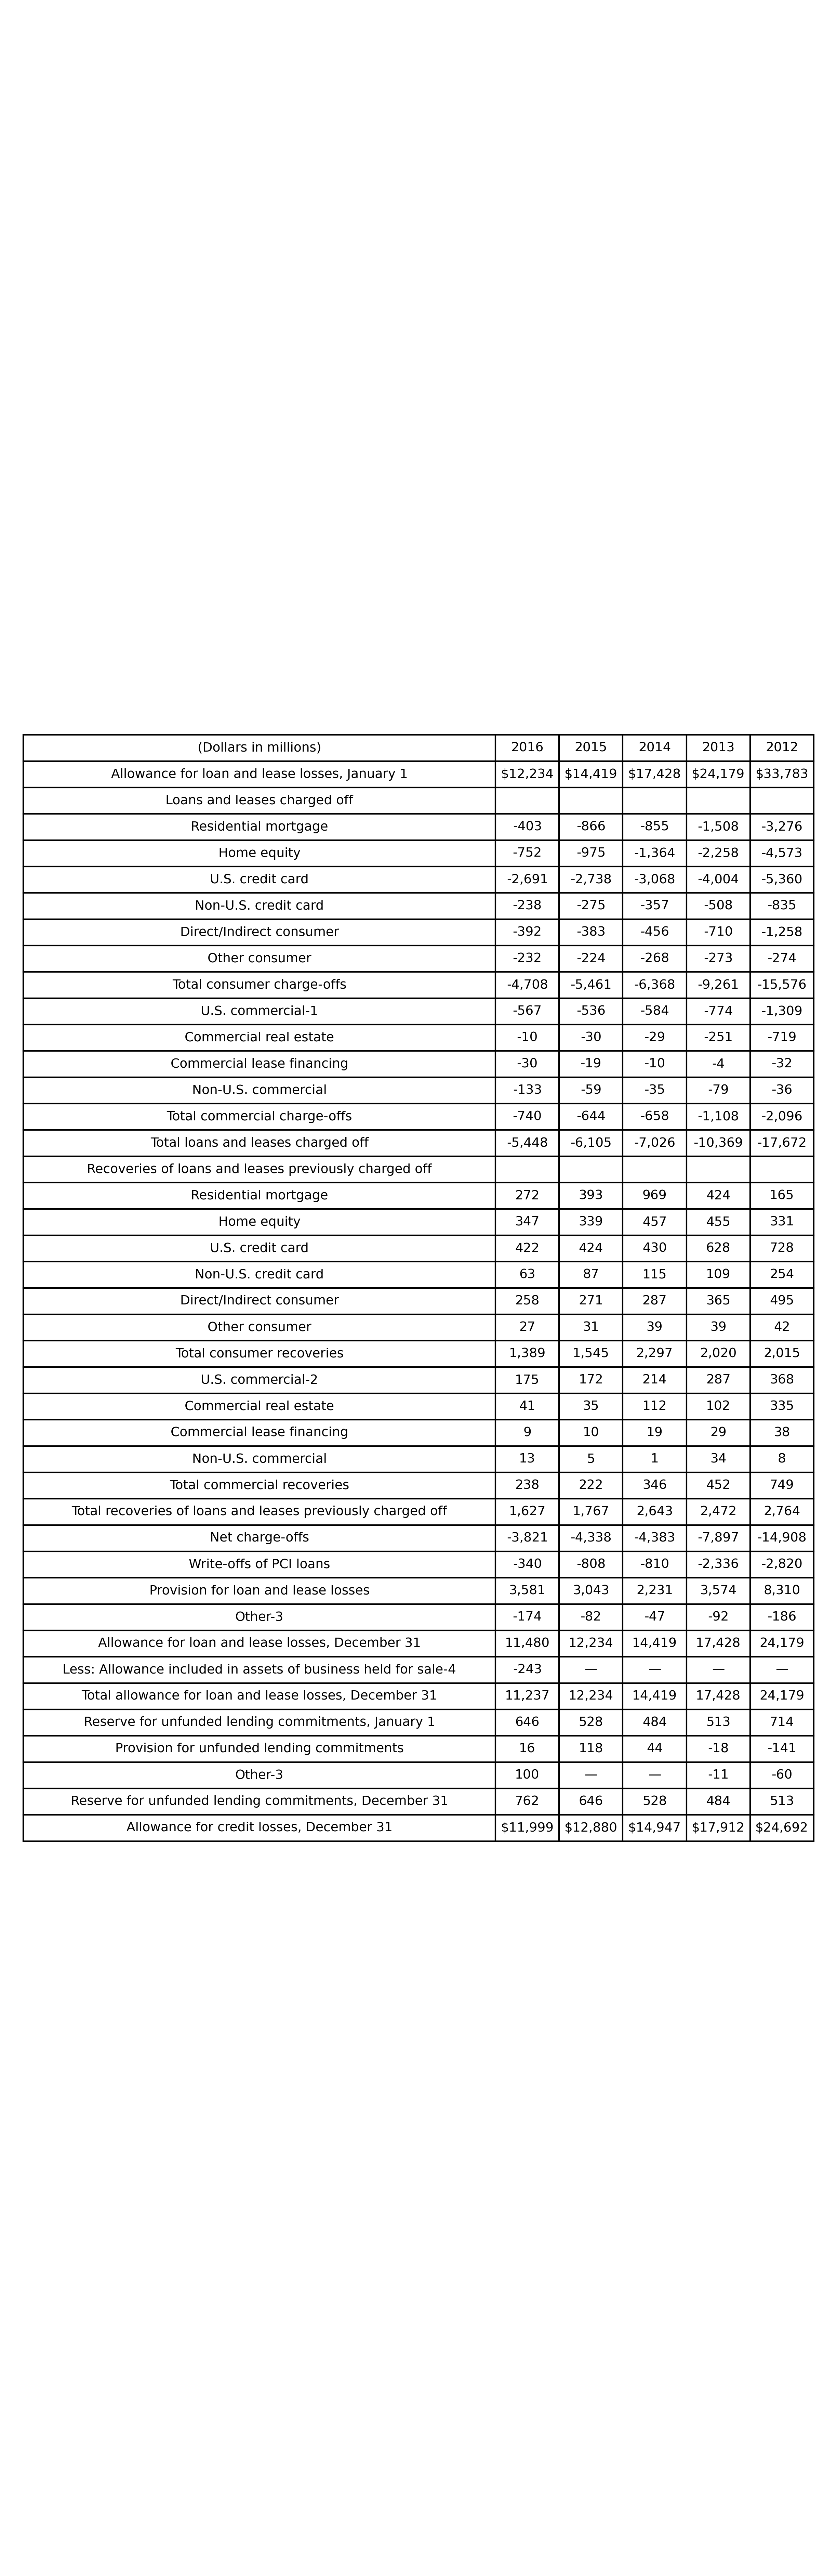 (Dollars in millions) 2016 2015 2014 2013 2012
Allowance for loan and lease losses, January 1 $12,234 $14,419 $17,428 $24,179 $33,783
Loans and leases charged off
Residential mortgage -403 -866 -855 -1,508 -3,276
Home equity -752 -975 -1,364 -2,258 -4,573
U.S. credit card -2,691 -2,738 -3,068 -4,004 -5,360
Non-U.S. credit card -238 -275 -357 -508 -835
Direct/Indirect consumer -392 -383 -456 -710 -1,258
Other consumer -232 -224 -268 -273 -274
Total consumer charge-offs -4,708 -5,461 -6,368 -9,261 -15,576
U.S. commercial-1 -567 -536 -584 -774 -1,309
Commercial real estate -10 -30 -29 -251 -719
Commercial lease financing -30 -19 -10 -4 -32
Non-U.S. commercial -133 -59 -35 -79 -36
Total commercial charge-offs -740 -644 -658 -1,108 -2,096
Total loans and leases charged off -5,448 -6,105 -7,026 -10,369 -17,672
Recoveries of loans and leases previously charged off
Residential mortgage 272 393 969 424 165
Home equity 347 339 457 455 331
U.S. credit card 422 424 430 628 728
Non-U.S. credit card 63 87 115 109 254
Direct/Indirect consumer 258 271 287 365 495
Other consumer 27 31 39 39 42
Total consumer recoveries 1,389 1,545 2,297 2,020 2,015
U.S. commercial-2 175 172 214 287 368
Commercial real estate 41 35 112 102 335
Commercial lease financing 9 10 19 29 38
Non-U.S. commercial 13 5 1 34 8
Total commercial recoveries 238 222 346 452 749
Total recoveries of loans and leases previously charged off 1,627 1,767 2,643 2,472 2,764
Net charge-offs -3,821 -4,338 -4,383 -7,897 -14,908
Write-offs of PCI loans -340 -808 -810 -2,336 -2,820
Provision for loan and lease losses 3,581 3,043 2,231 3,574 8,310
Other-3 -174 -82 -47 -92 -186
Allowance for loan and lease losses, December 31 11,480 12,234 14,419 17,428 24,179
Less: Allowance included in assets of business held for sale-4 -243 — — — —
Total allowance for loan and lease losses, December 31 11,237 12,234 14,419 17,428 24,179
Reserve for unfunded lending commitments, January 1 646 528 484 513 714
Provision for unfunded lending commitments 16 118 44 -18 -141
Other-3 100 — — -11 -60
Reserve for unfunded lending commitments, December 31 762 646 528 484 513
Allowance for credit losses, December 31 $11,999 $12,880 $14,947 $17,912 $24,692